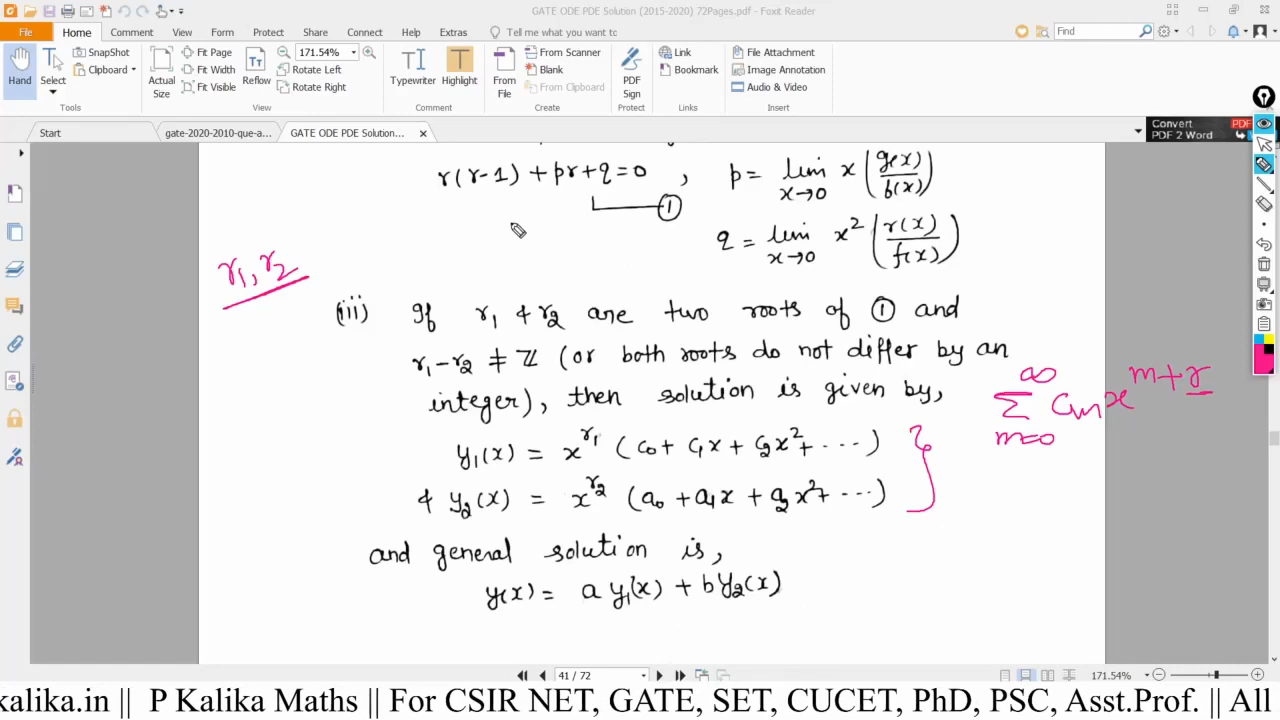 GATE ODE PDE Solution (2015-2020) 72Pages.pdf - Foxit Reader
File Home Comment View Form Protect Share Connect Help Extras Tell me what you want to Find
SnapShot Clipboard Hand Select Tools
Actual Size Fit Page Fit Width Fit Visible Reflow 171.54% Rotate Left Rotate Right View
Typewriter Highlight Comment
From File From Scanner Blank From Clipboard Create
PDF Sign Protect
Link Bookmark Links
File Attachment Image Annotation Audio & Video Insert
Start gate-2020-2010-que-a... GATE ODE PDE Solution...
Convert PDF
PDF 2 Word
r(r-1) + pr + q = 0 , p = lim x→0 x (g(x)/f(x))
①
q = lim x→0 x² (r(x)/f(x))
r₁, r₂
(iii) If r₁ & r₂ are two roots of ① and
r₁-r₂ ≠ ℤ (or both roots do not differ by an
integer), then solution is given by,
∞ ∑ m=0 Cm x^(m+r)
y₁(x) = x^r₁ (c₀ + c₁x + c₂x² + ....)
& y₂(x) = x^r₂ (a₀ + a₁x + a₂x² + ....)
and general solution is,
y(x) = a y₁(x) + b y₂(x)
41 / 72 171.54%
kalika.in || P Kalika Maths || For CSIR NET, GATE, SET, CUCET, PhD, PSC, Asst.Prof. || All